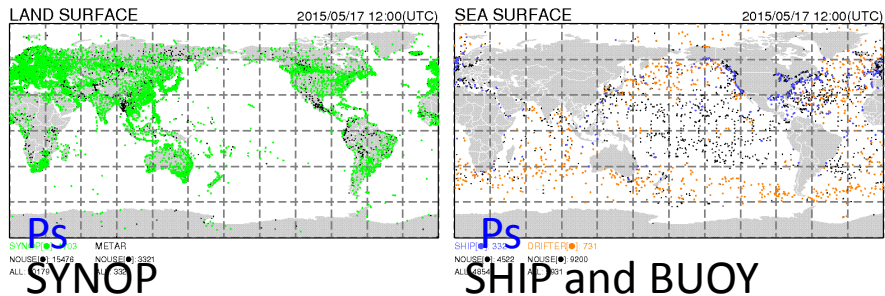 LAND SURFACE 2015/05/17 12:00(UTC)
SEA SURFACE 2015/05/17 12:00(UTC)
Ps
METAR
NOUSE[●]: 15476 NOUSE[●]: 3321
SYNOP
Ps
SHIP[●]: 332 DRIFTER[●]: 731
NOUSE[●]: 4522 NOUSE[●]: 9200
SHIP and BUOY